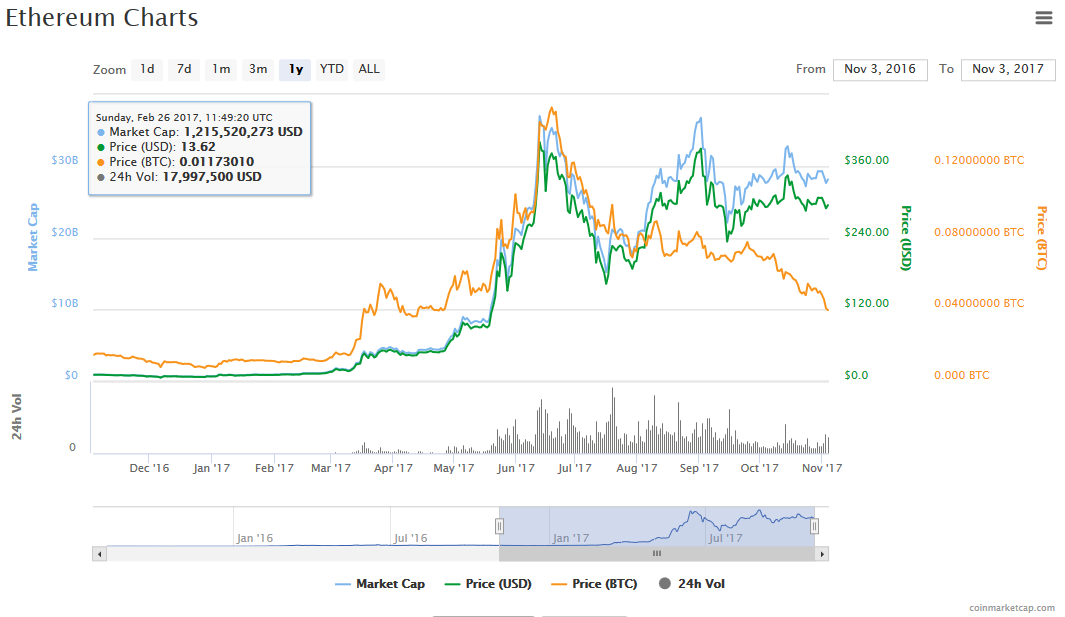 Ethereum Charts
Zoom 1d 7d 1m 3m 1y YTD ALL From Nov 3, 2016 To Nov 3, 2017
Sunday, Feb 26 2017, 11:49:20 UTC
Market Cap: 1,215,520,273 USD
Price (USD): 13.62
Price (BTC): 0.01173010
24h Vol: 17,997,500 USD
$30B $360.00 0.12000000 BTC
$20B $240.00 0.08000000 BTC
$10B $120.00 0.04000000 BTC
$0 $0.0 0.000 BTC
Market Cap
Price (USD)
Price (BTC)
24h Vol
0
Dec '16 Jan '17 Feb '17 Mar '17 Apr '17 May '17 Jun '17 Jul '17 Aug '17 Sep '17 Oct '17 Nov '17
Jan '16 Jul '16 Jan '17 Jul '17
Market Cap Price (USD) Price (BTC) 24h Vol
coinmarketcap.com